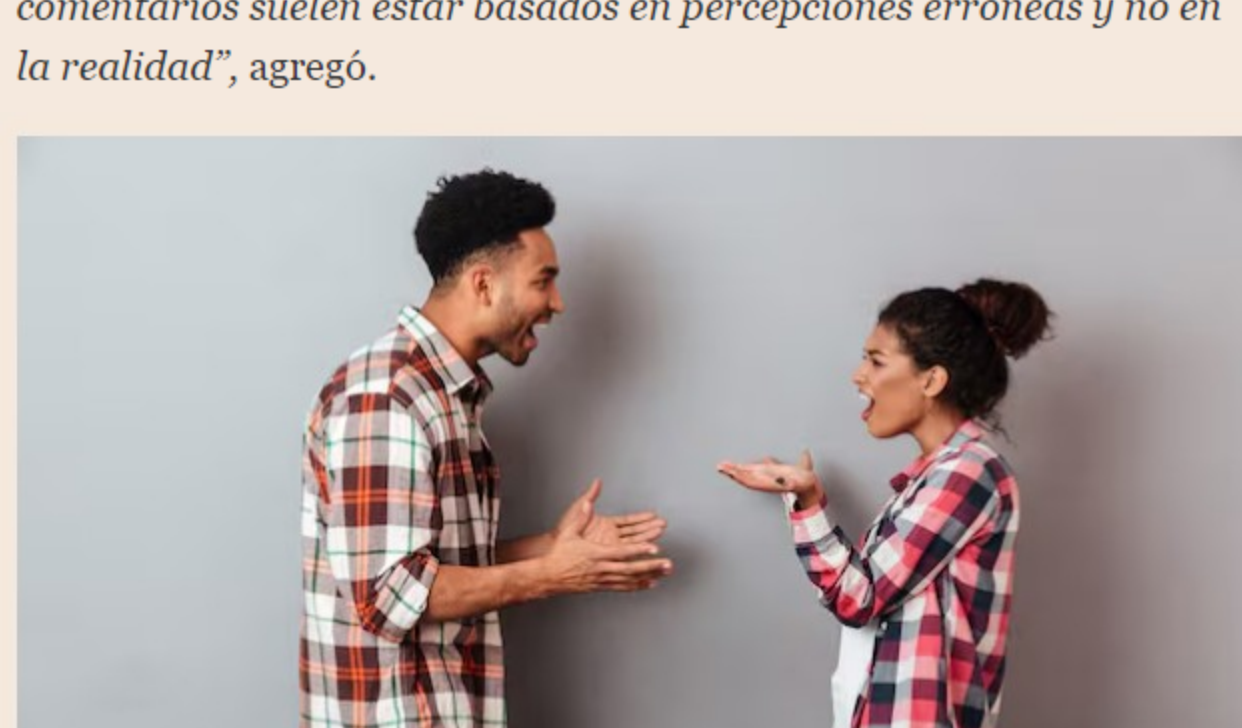 comentarios suelen estar basados en percepciones erróneas y no en
la realidad”, agregó.